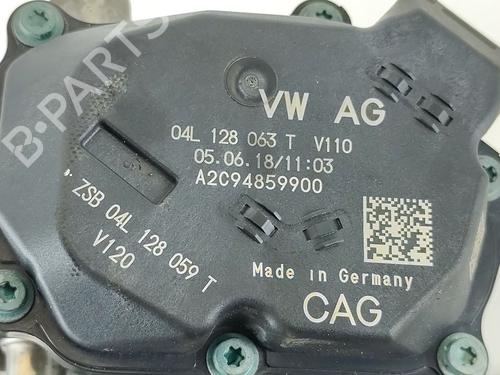 VW AG
04L 128 063 T V110
05.06.18/11:03
A2C94859900
ZSB 04L 128 059 T
V120
Made in Germany
CAG
B-PARTS